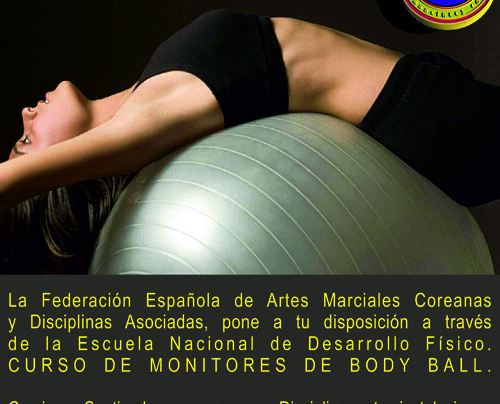 La Federación Española de Artes Marciales Coreanas
y Disciplinas Asociadas, pone a tu disposición a través
de la Escuela Nacional de Desarrollo Físico.
CURSO DE MONITORES DE BODY BALL.